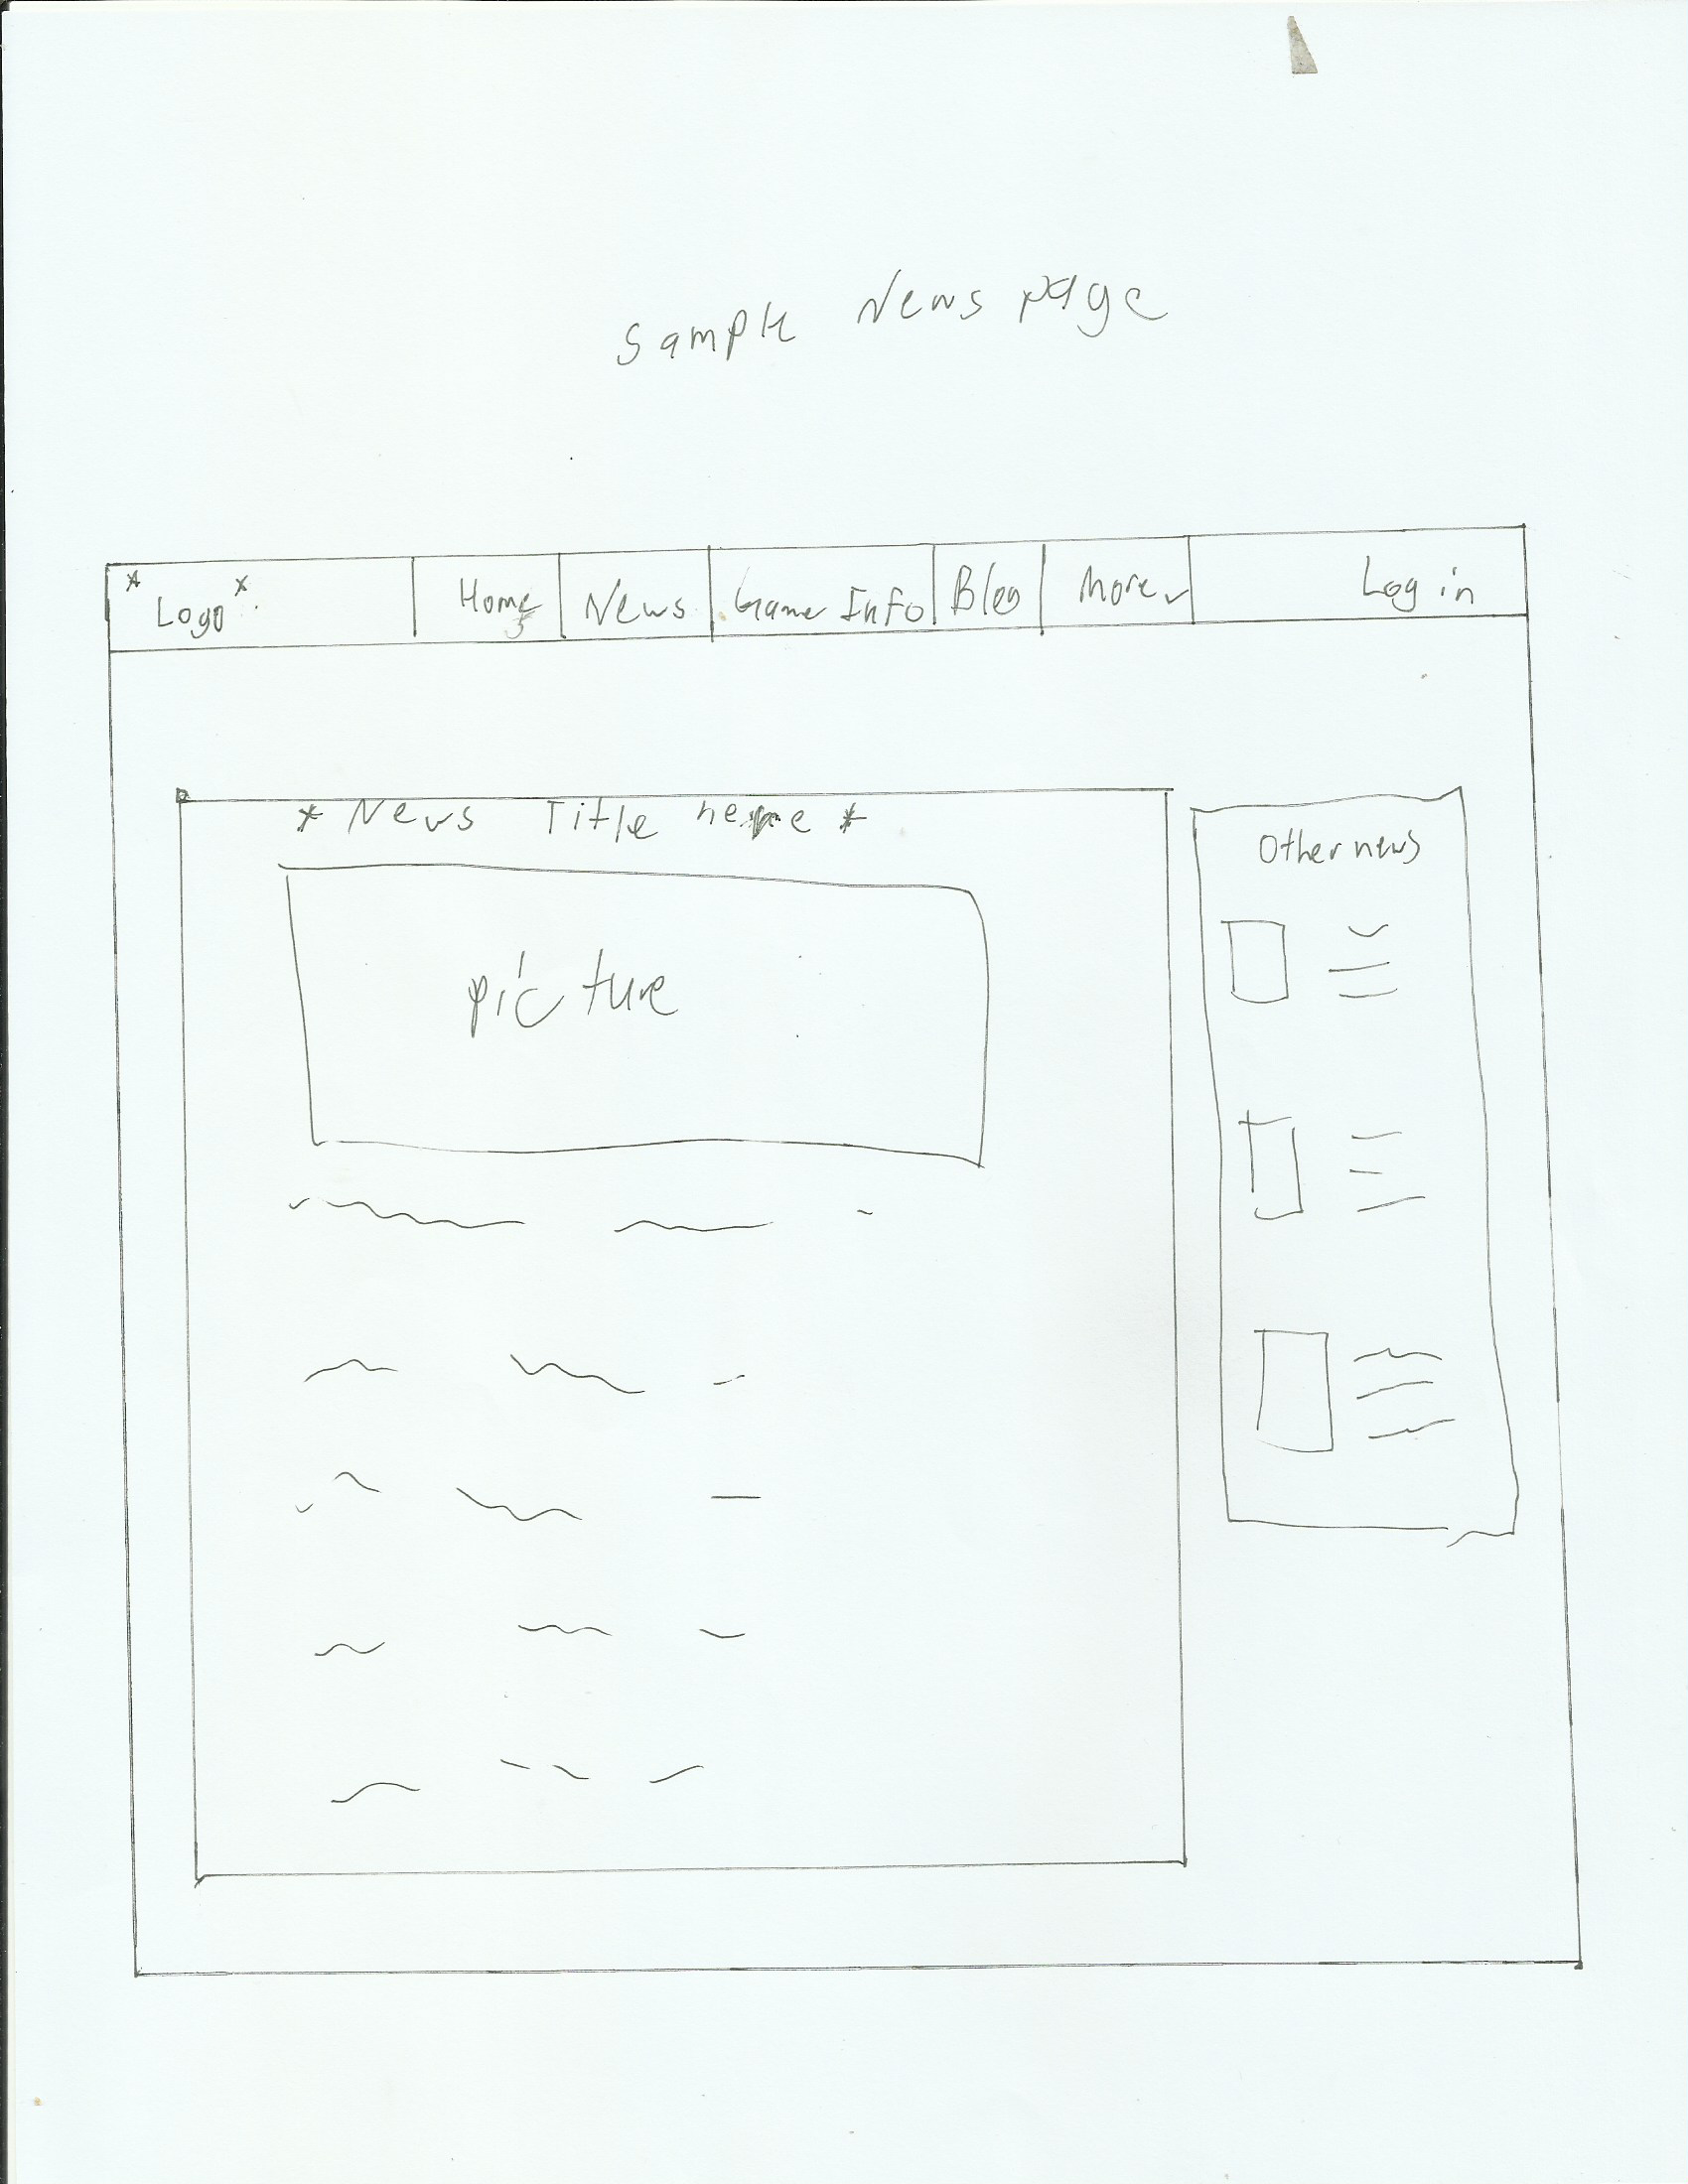 Sample News page
* Logo *
Home
News
Game Info
Blog
More
Log in
* News Title here *
Other news
picture